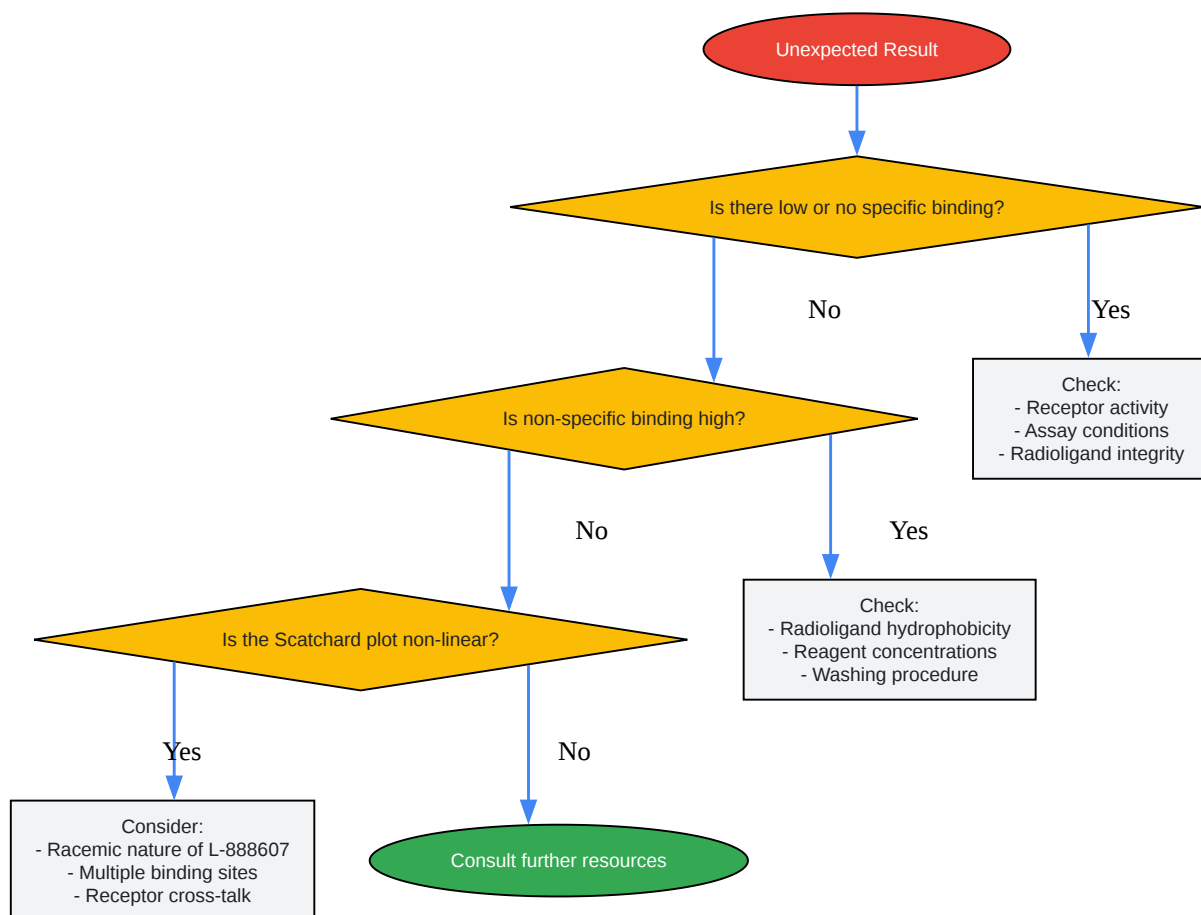 Unexpected Result
Is there low or no specific binding?
No
Yes
Check:
- Receptor activity
- Assay conditions
- Radioligand integrity
Is non-specific binding high?
No
Yes
Check:
- Radioligand hydrophobicity
- Reagent concentrations
- Washing procedure
Is the Scatchard plot non-linear?
Yes
No
Consider:
- Racemic nature of L-888607
- Multiple binding sites
- Receptor cross-talk
Consult further resources